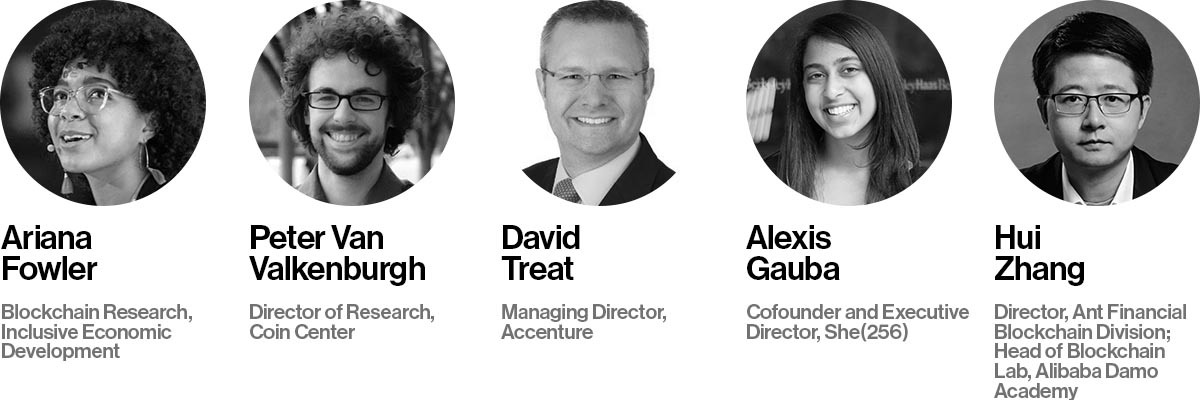 Ariana
Fowler
Blockchain Research,
Inclusive Economic
Development
Peter Van
Valkenburgh
Director of Research,
Coin Center
David
Treat
Managing Director,
Accenture
Alexis
Gauba
Cofounder and Executive
Director, She(256)
Hui
Zhang
Director, Ant Financial
Blockchain Division;
Head of Blockchain
Lab, Alibaba Damo
Academy